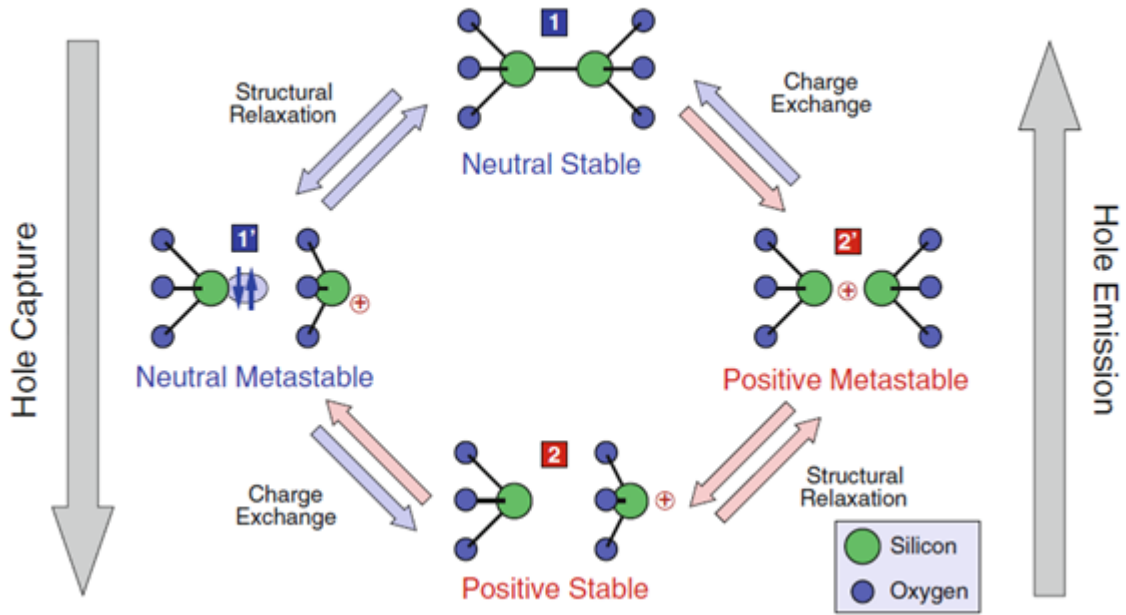 1
Structural
Relaxation
Charge
Exchange
Neutral Stable
Hole Capture
Hole Emission
1'
2'
Neutral Metastable
Positive Metastable
2
Charge
Exchange
Structural
Relaxation
Positive Stable
Silicon
Oxygen